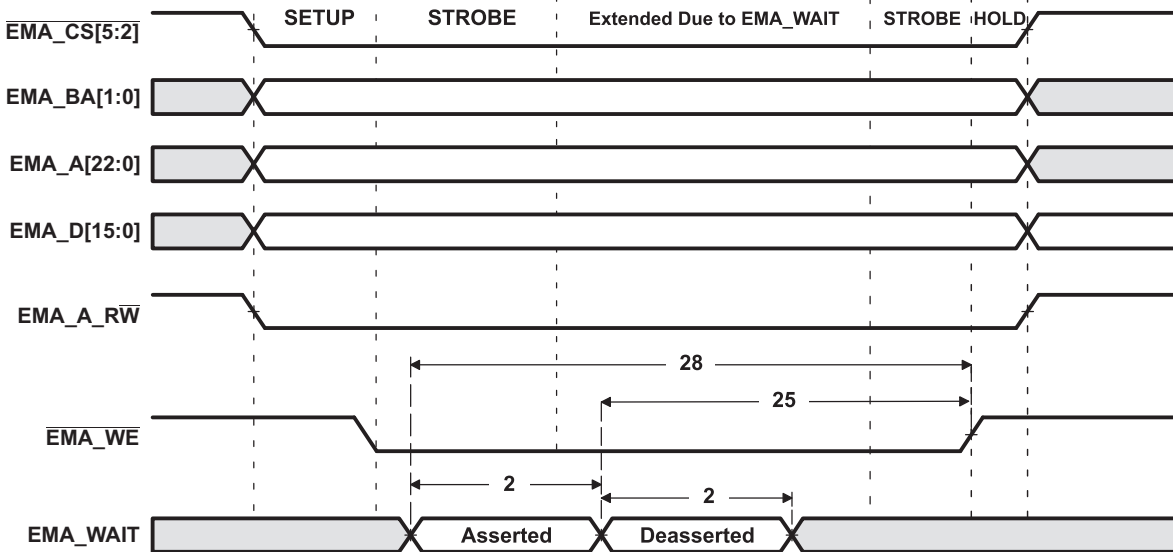 SETUP STROBE Extended Due to EMA_WAIT STROBE HOLD
EMA_CS[5:2]
EMA_BA[1:0]
EMA_A[22:0]
EMA_D[15:0]
EMA_A_RW
28
25
EMA_WE
2 2
EMA_WAIT Asserted Deasserted